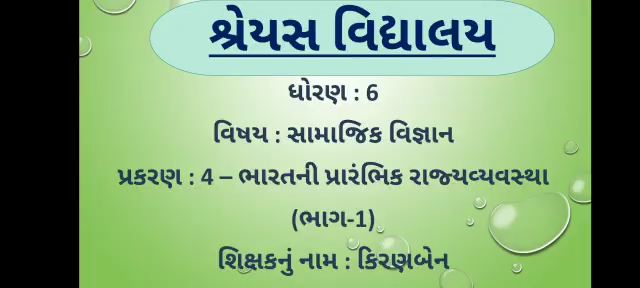 શ્રેયસ વિદ્યાલય
ધોરણ : 6
વિષય : સામાજિક વિજ્ઞાન
પ્રકરણ : 4 – ભારતની પ્રારંભિક રાજ્યવ્યવસ્થા
(ભાગ-1)
શિક્ષકનું નામ : કિરણબેન